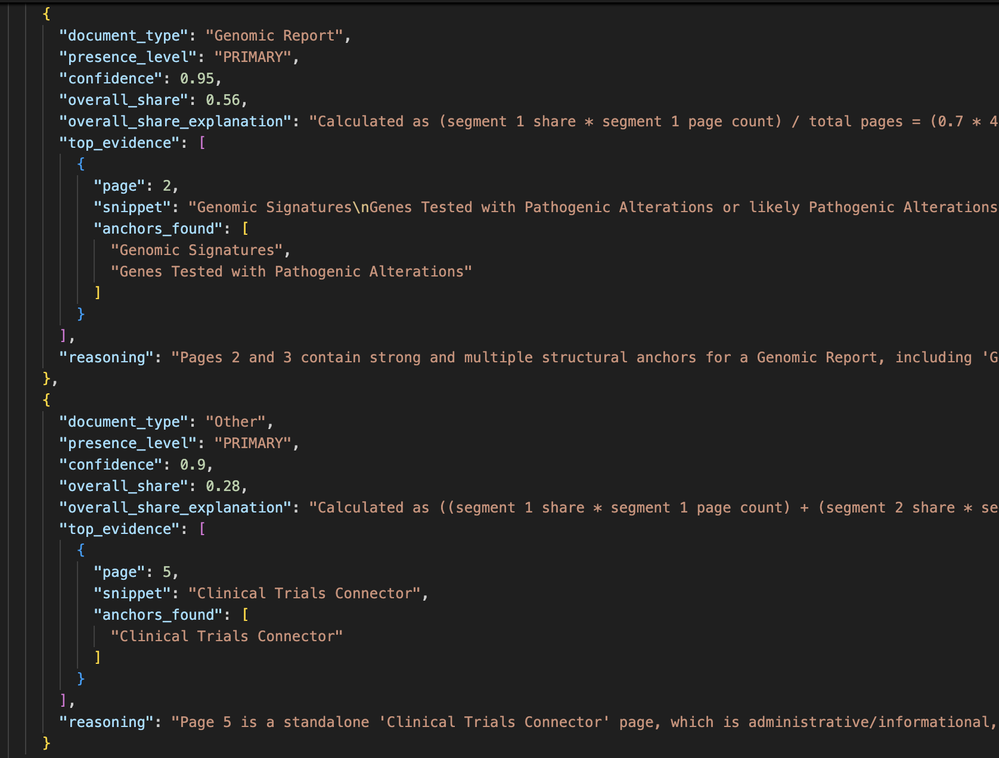 {
"document_type": "Genomic Report",
"presence_level": "PRIMARY",
"confidence": 0.95,
"overall_share": 0.56,
"overall_share_explanation": "Calculated as (segment 1 share * segment 1 page count) / total pages = (0.7 * 4
"top_evidence": [
{
"page": 2,
"snippet": "Genomic Signatures\nGenes Tested with Pathogenic Alterations or likely Pathogenic Alterations
"anchors_found": [
"Genomic Signatures",
"Genes Tested with Pathogenic Alterations"
]
}
],
"reasoning": "Pages 2 and 3 contain strong and multiple structural anchors for a Genomic Report, including 'G
},
{
"document_type": "Other",
"presence_level": "PRIMARY",
"confidence": 0.9,
"overall_share": 0.28,
"overall_share_explanation": "Calculated as ((segment 1 share * segment 1 page count) + (segment 2 share * se
"top_evidence": [
{
"page": 5,
"snippet": "Clinical Trials Connector",
"anchors_found": [
"Clinical Trials Connector"
]
}
],
"reasoning": "Page 5 is a standalone 'Clinical Trials Connector' page, which is administrative/informational,
}